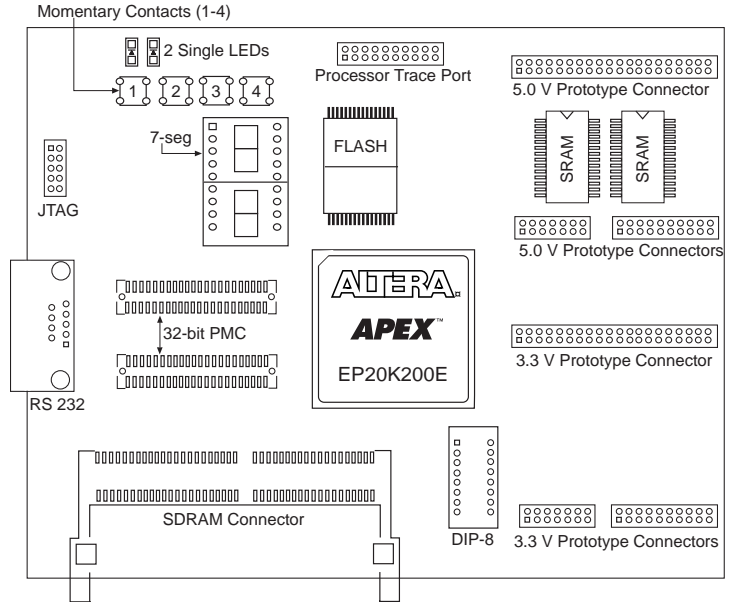 Momentary Contacts (1-4)
2 Single LEDs
1 2 3 4
Processor Trace Port
5.0 V Prototype Connector
7-seg
FLASH
SRAM
SRAM
JTAG
5.0 V Prototype Connectors
ALTERA.
APEX™
EP20K200E
32-bit PMC
3.3 V Prototype Connector
RS 232
SDRAM Connector
DIP-8
3.3 V Prototype Connectors